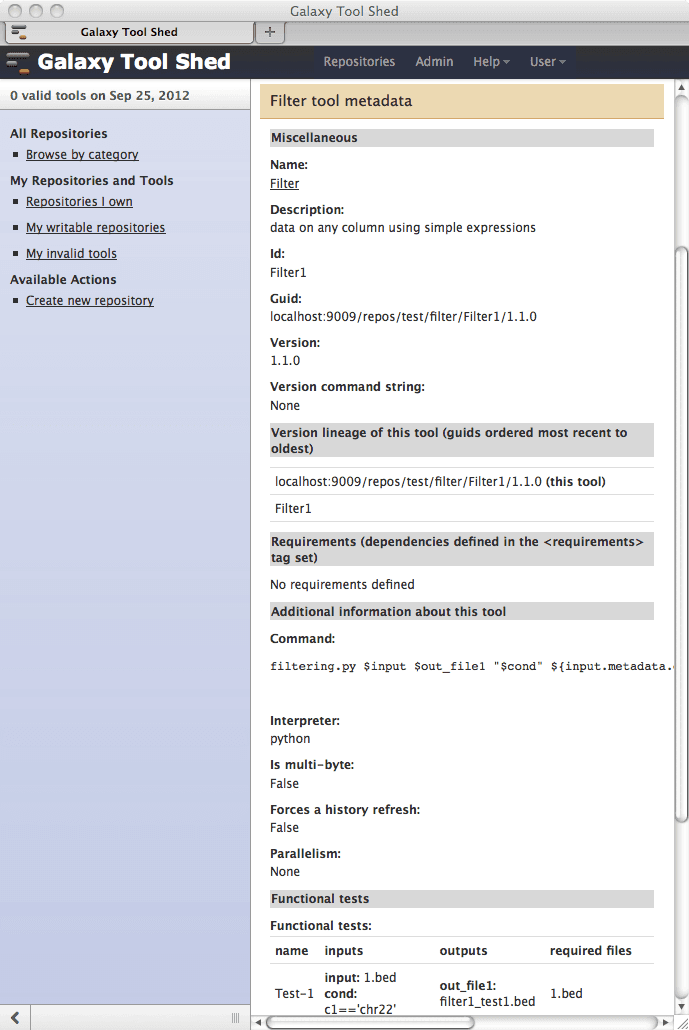 Galaxy Tool Shed
Galaxy Tool Shed
Galaxy Tool Shed
Repositories Admin Help User
0 valid tools on Sep 25, 2012
All Repositories
Browse by category
My Repositories and Tools
Repositories I own
My writable repositories
My invalid tools
Available Actions
Create new repository
Filter tool metadata
Miscellaneous
Name:
Filter
Description:
data on any column using simple expressions
Id:
Filter1
Guid:
localhost:9009/repos/test/filter/Filter1/1.1.0
Version:
1.1.0
Version command string:
None
Version lineage of this tool (guids ordered most recent to
oldest)
localhost:9009/repos/test/filter/Filter1/1.1.0 (this tool)
Filter1
Requirements (dependencies defined in the <requirements>
tag set)
No requirements defined
Additional information about this tool
Command:
filtering.py $input $out_file1 "$cond" ${input.metadata.
Interpreter:
python
Is multi-byte:
False
Forces a history refresh:
False
Parallelism:
None
Functional tests
Functional tests:
name inputs outputs required files
Test-1
input: 1.bed
cond:
c1=='chr22'
out_file1:
filter1_test1.bed
1.bed